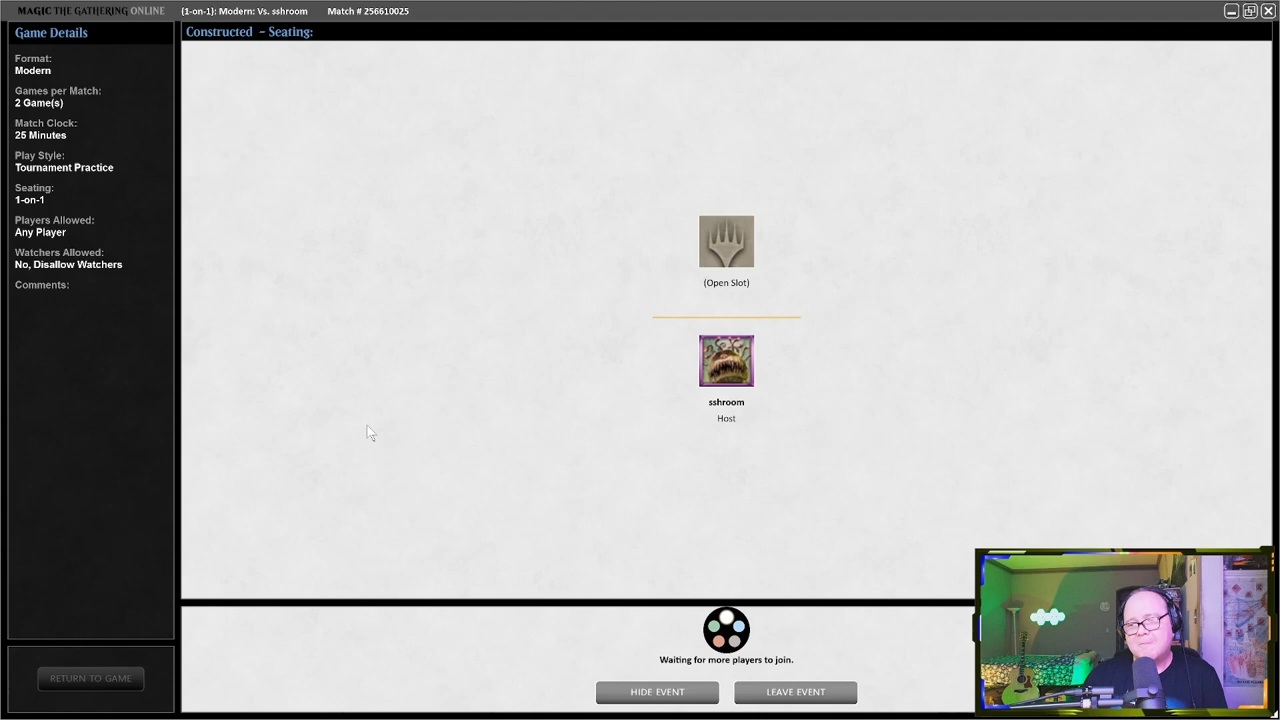 MAGIC THE GATHERING ONLINE (1-on-1): Modern: Vs. sshroom Match # 256610025
Game Details
Constructed - Seating:
Format:
Modern
Games per Match:
2 Game(s)
Match Clock:
25 Minutes
Play Style:
Tournament Practice
Seating:
1-on-1
Players Allowed:
Any Player
Watchers Allowed:
No, Disallow Watchers
Comments:
(Open Slot)
sshroom
Host
Waiting for more players to join.
RETURN TO GAME
HIDE EVENT
LEAVE EVENT